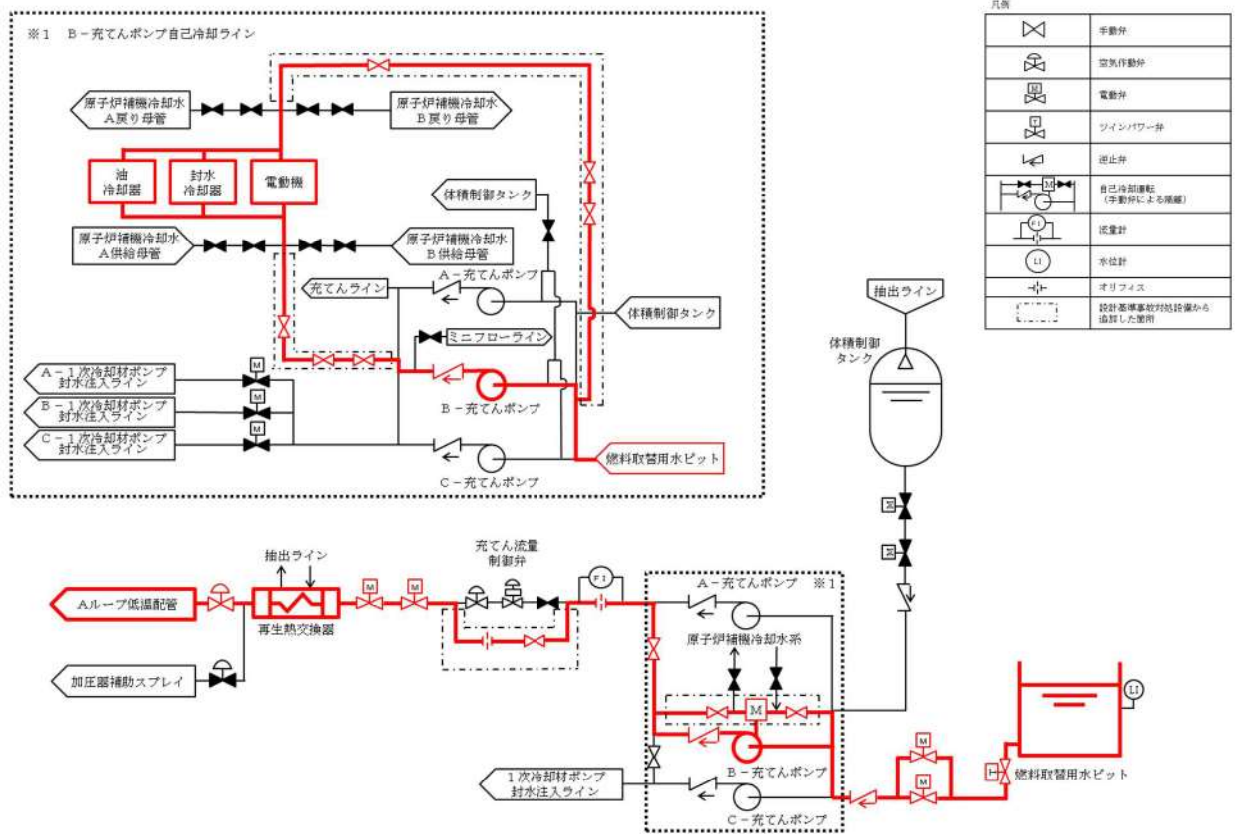 ※1 B-充てんポンプ自己冷却ライン
原子炉補機冷却水
A戻り母管
原子炉補機冷却水
B戻り母管
油
冷却器
封水
冷却器
電動機
体積制御タンク
原子炉補機冷却水
A供給母管
原子炉補機冷却水
B供給母管
A-充てんポンプ
充てんライン
体積制御タンク
ミニフローライン
A-1次冷却材ポンプ
封水注入ライン
M
B-1次冷却材ポンプ
封水注入ライン
M
C-1次冷却材ポンプ
封水注入ライン
M
B-充てんポンプ
燃料取替用水ピット
C-充てんポンプ
凡例
手動弁
空気作動弁
M
電動弁
T
ツインパワー弁
逆止弁
M
自己冷却運転
(手動弁による隔離)
FI
流量計
LI
水位計
オリフィス
設計基準事故対処設備から
追加した箇所
抽出ライン
体積制御
タンク
M
M
抽出ライン
充てん流量
制御弁
Aループ低温配管
M
M
FI
再生熱交換器
加圧器補助スプレイ
A-充てんポンプ ※1
原子炉補機冷却水系
M
B-充てんポンプ
1次冷却材ポンプ
封水注入ライン
C-充てんポンプ
M
M
LI
燃料取替用水ピット